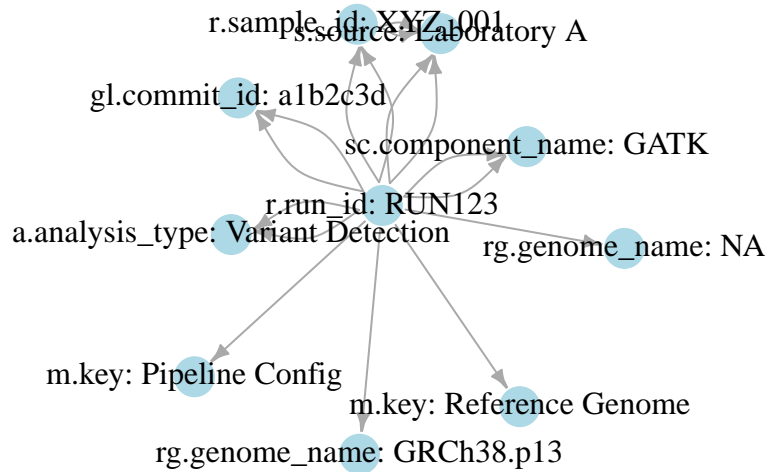 r.sample_id: XYZ_001
s.source: Laboratory A
gl.commit_id: a1b2c3d
sc.component_name: GATK
r.run_id: RUN123
a.analysis_type: Variant Detection
rg.genome_name: NA
m.key: Pipeline Config
m.key: Reference Genome
rg.genome_name: GRCh38.p13